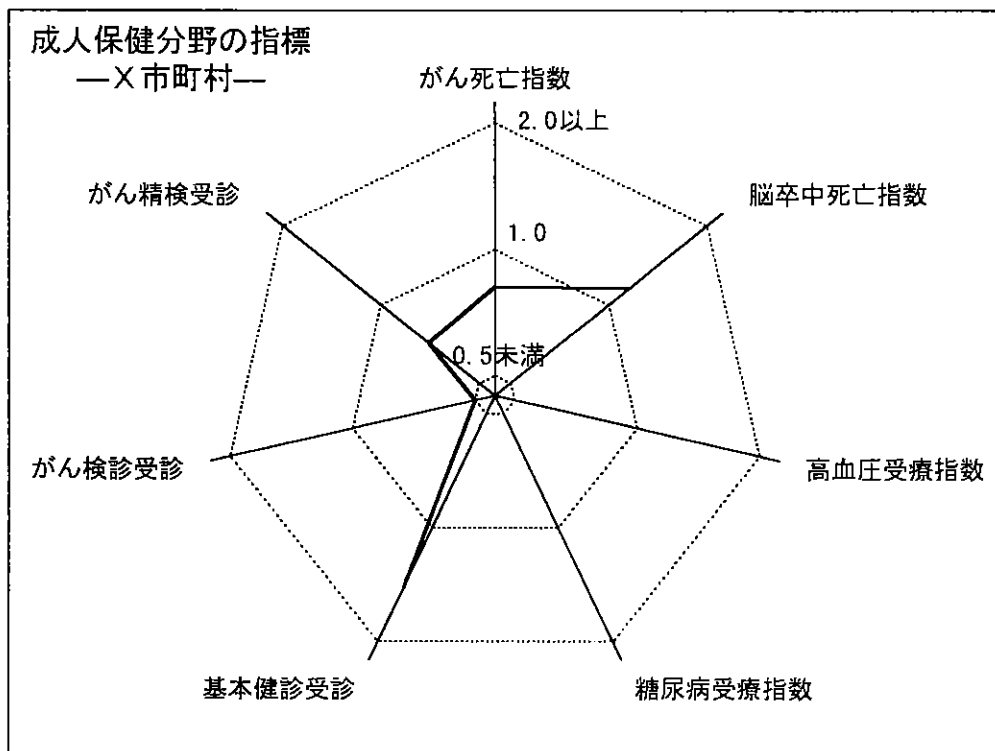 成人保健分野の指標
―X市町村―
がん死亡指数
2.0以上
がん精検受診
脳卒中死亡指数
1.0
0.5未満
がん検診受診
高血圧受療指数
基本健診受診
糖尿病受療指数